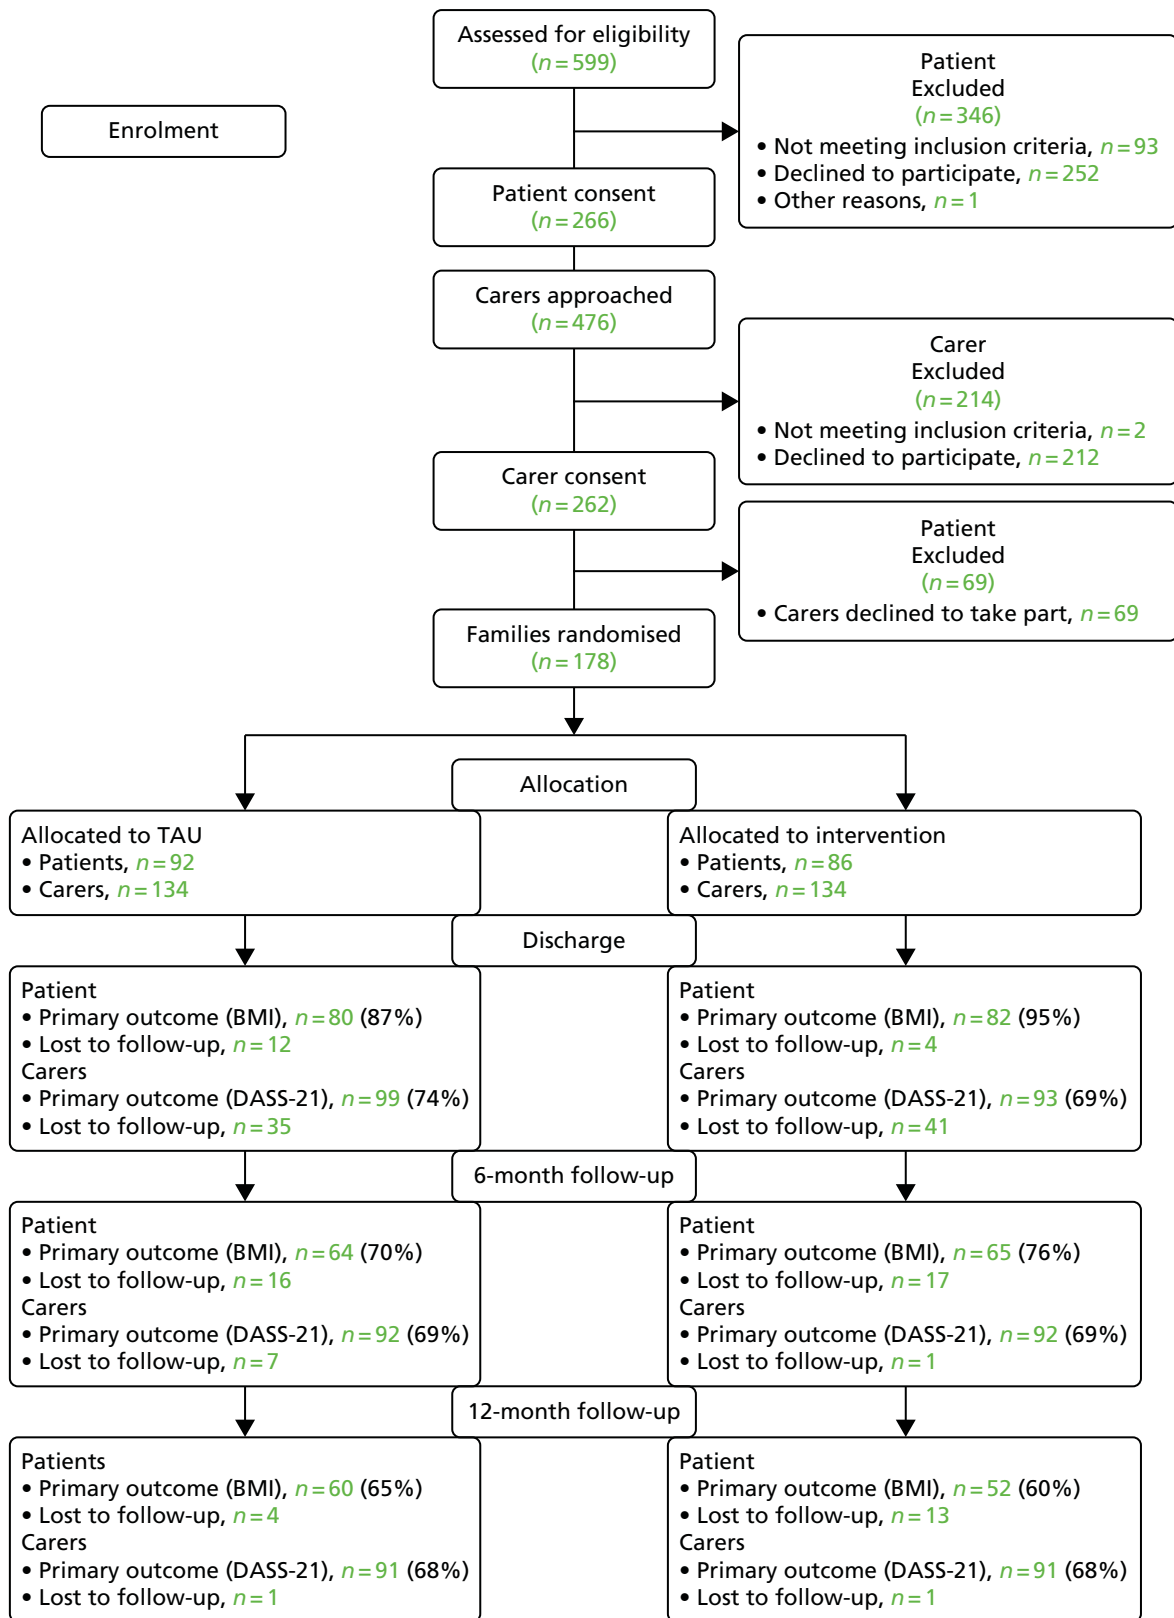 Assessed for eligibility
(n=599)
Patient
Excluded
(n=346)
• Not meeting inclusion criteria, n=93
• Declined to participate, n=252
• Other reasons, n=1
Enrolment
Patient consent
(n=266)
Carers approached
(n=476)
Carer
Excluded
(n=214)
• Not meeting inclusion criteria, n=2
• Declined to participate, n=212
Carer consent
(n=262)
Patient
Excluded
(n=69)
• Carers declined to take part, n=69
Families randomised
(n=178)
Allocation
Allocated to TAU
• Patients, n=92
• Carers, n=134
Allocated to intervention
• Patients, n=86
• Carers, n=134
Discharge
Patient
• Primary outcome (BMI), n=80 (87%)
• Lost to follow-up, n=12
Carers
• Primary outcome (DASS-21), n=99 (74%)
• Lost to follow-up, n=35
Patient
• Primary outcome (BMI), n=82 (95%)
• Lost to follow-up, n=4
Carers
• Primary outcome (DASS-21), n=93 (69%)
• Lost to follow-up, n=41
6-month follow-up
Patient
• Primary outcome (BMI), n=64 (70%)
• Lost to follow-up, n=16
Carers
• Primary outcome (DASS-21), n=92 (69%)
• Lost to follow-up, n=7
Patient
• Primary outcome (BMI), n=65 (76%)
• Lost to follow-up, n=17
Carers
• Primary outcome (DASS-21), n=92 (69%)
• Lost to follow-up, n=1
12-month follow-up
Patients
• Primary outcome (BMI), n=60 (65%)
• Lost to follow-up, n=4
Carers
• Primary outcome (DASS-21), n=91 (68%)
• Lost to follow-up, n=1
Patient
• Primary outcome (BMI), n=52 (60%)
• Lost to follow-up, n=13
Carers
• Primary outcome (DASS-21), n=91 (68%)
• Lost to follow-up, n=1